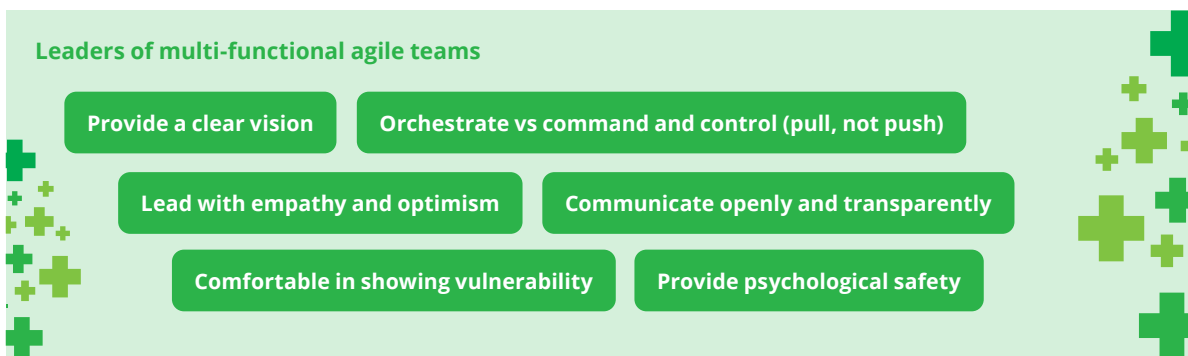 Leaders of multi-functional agile teams
Provide a clear vision
Orchestrate vs command and control (pull, not push)
Lead with empathy and optimism
Communicate openly and transparently
Comfortable in showing vulnerability
Provide psychological safety